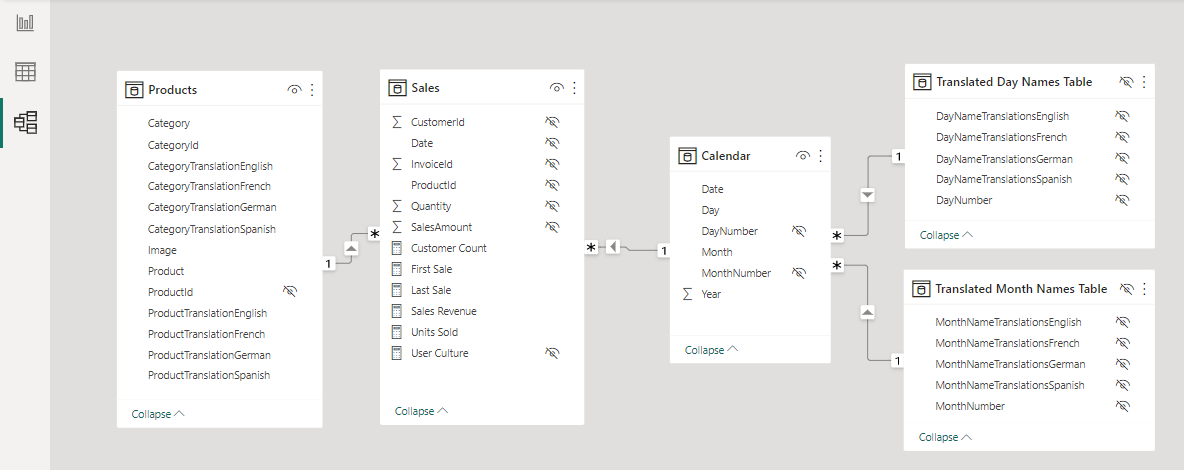 Products
Category
CategoryId
CategoryTranslationEnglish
CategoryTranslationFrench
CategoryTranslationGerman
CategoryTranslationSpanish
Image
Product
ProductId
ProductTranslationEnglish
ProductTranslationFrench
ProductTranslationGerman
ProductTranslationSpanish
Collapse
1
*
Sales
CustomerId
Date
InvoiceId
ProductId
Quantity
SalesAmount
Customer Count
First Sale
Last Sale
Sales Revenue
Units Sold
User Culture
Collapse
*
1
Calendar
Date
Day
DayNumber
Month
MonthNumber
Year
Collapse
*
1
*
1
Translated Day Names Table
DayNameTranslationsEnglish
DayNameTranslationsFrench
DayNameTranslationsGerman
DayNameTranslationsSpanish
DayNumber
Collapse
Translated Month Names Table
MonthNameTranslationsEnglish
MonthNameTranslationsFrench
MonthNameTranslationsGerman
MonthNameTranslationsSpanish
MonthNumber
Collapse